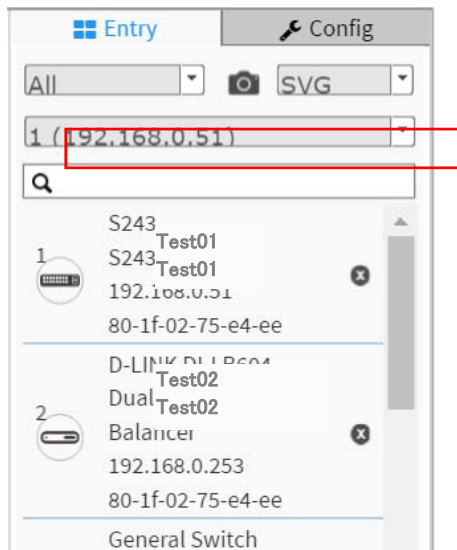 Entry Config
All SVG
1 (192.168.0.51)
1
S243
Test01
S243
Test01
192.168.0.51
80-1f-02-75-e4-ee
2
D-LINK
Test02
Dual
Test02
Balancer
192.168.0.253
80-1f-02-75-e4-ee
General Switch